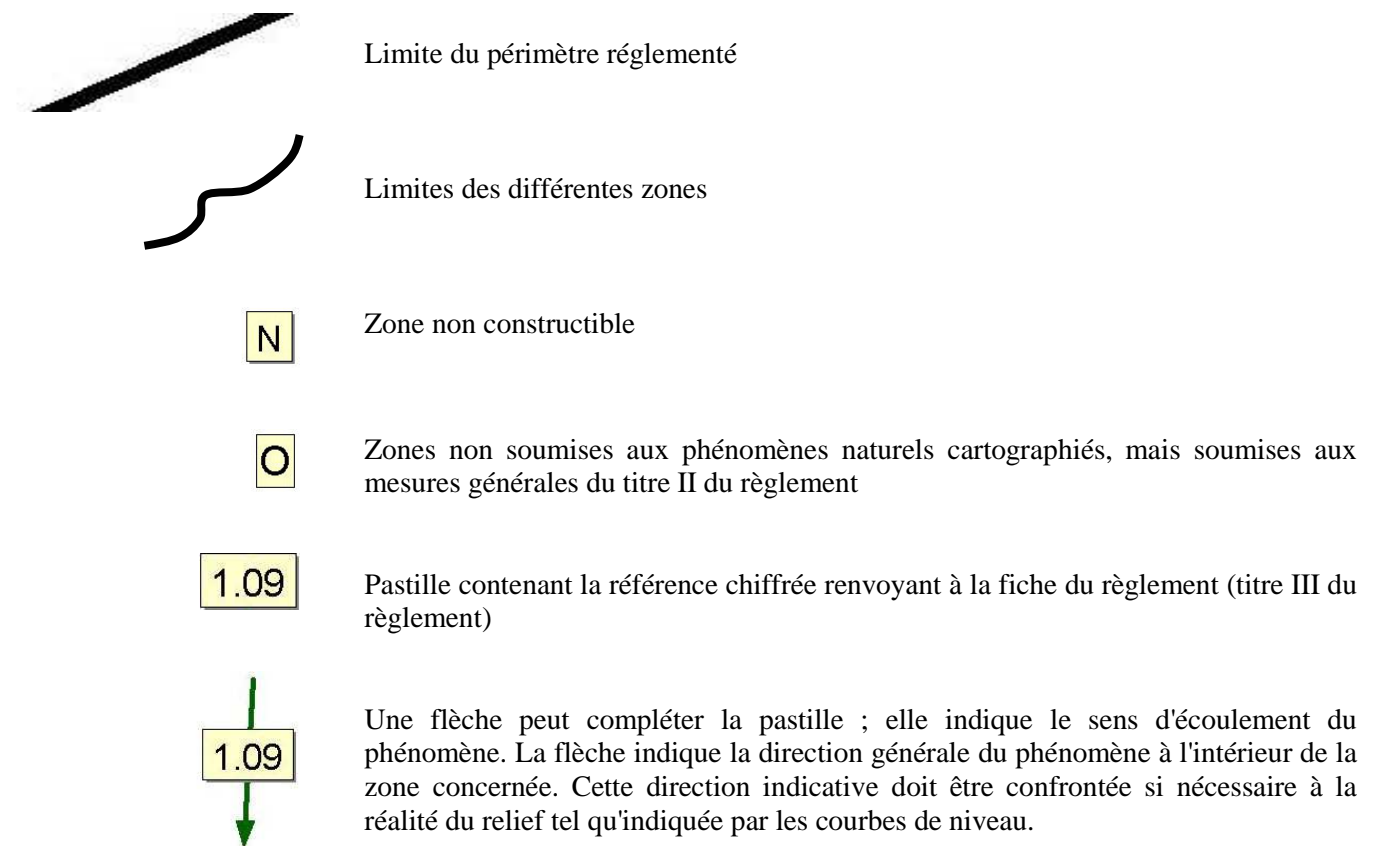 Limite du périmètre réglementé
Limites des différentes zones
N
Zone non constructible
O
Zones non soumises aux phénomènes naturels cartographiés, mais soumises aux
mesures générales du titre II du règlement
1.09
Pastille contenant la référence chiffrée renvoyant à la fiche du règlement (titre III du
règlement)
1.09
Une flèche peut compléter la pastille ; elle indique le sens d'écoulement du
phénomène. La flèche indique la direction générale du phénomène à l'intérieur de la
zone concernée. Cette direction indicative doit être confrontée si nécessaire à la
réalité du relief tel qu'indiquée par les courbes de niveau.